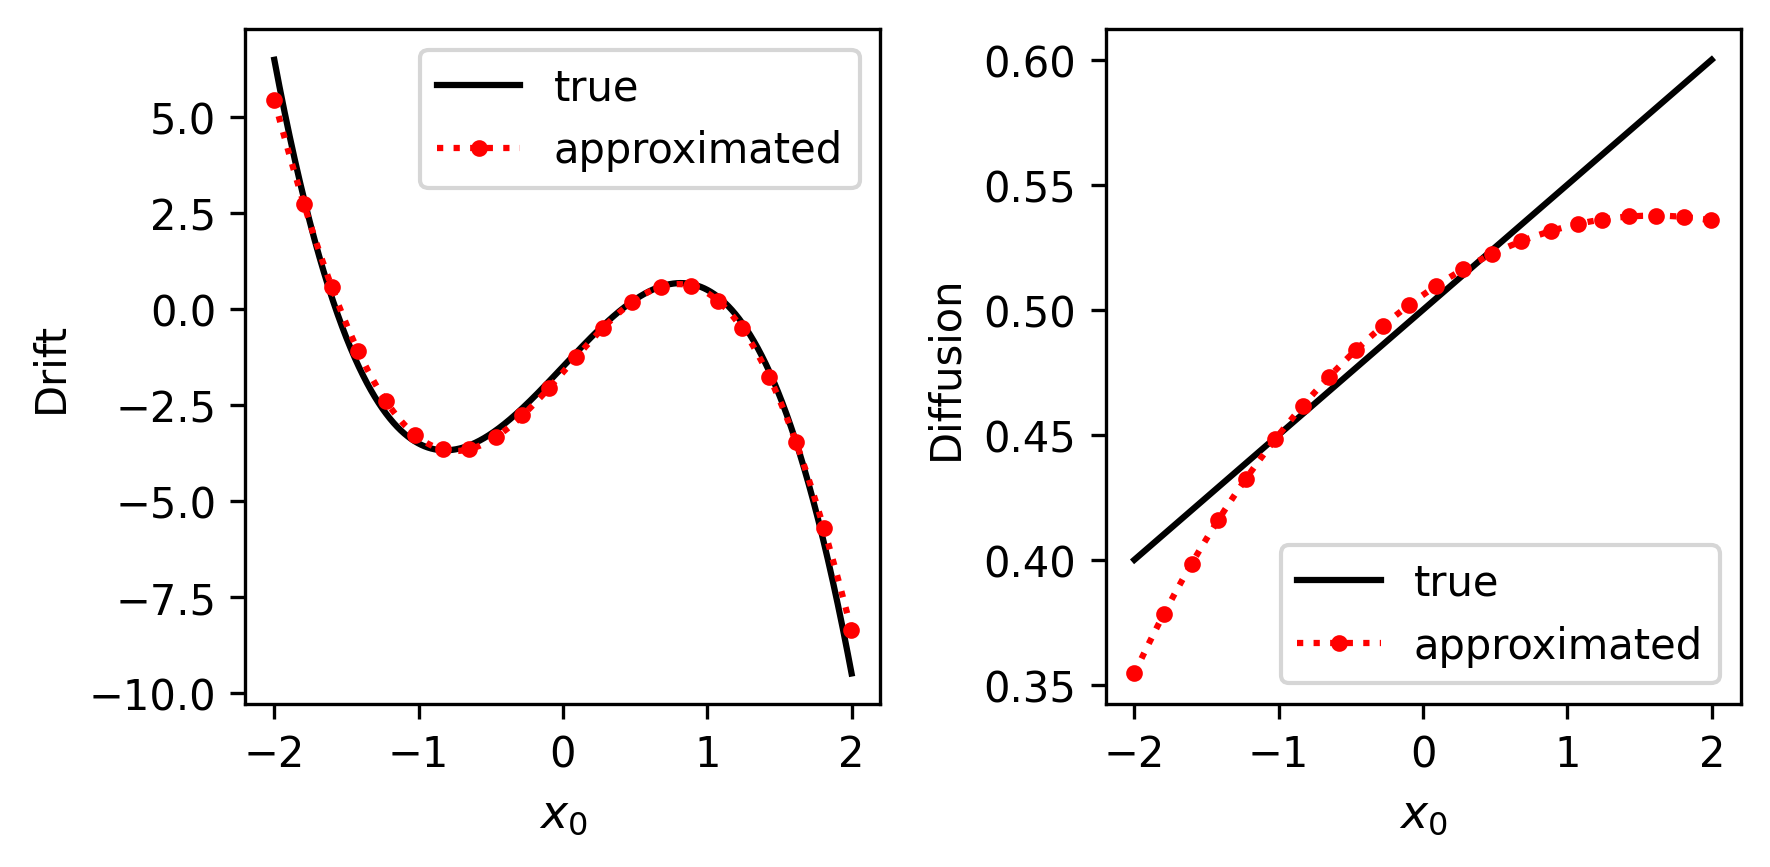 true
approximated
5.0
2.5
0.0
−2.5
−5.0
−7.5
−10.0
Drift
−2 −1 0 1 2
x₀
0.60
0.55
0.50
0.45
0.40
0.35
Diffusion
true
approximated
−2 −1 0 1 2
x₀